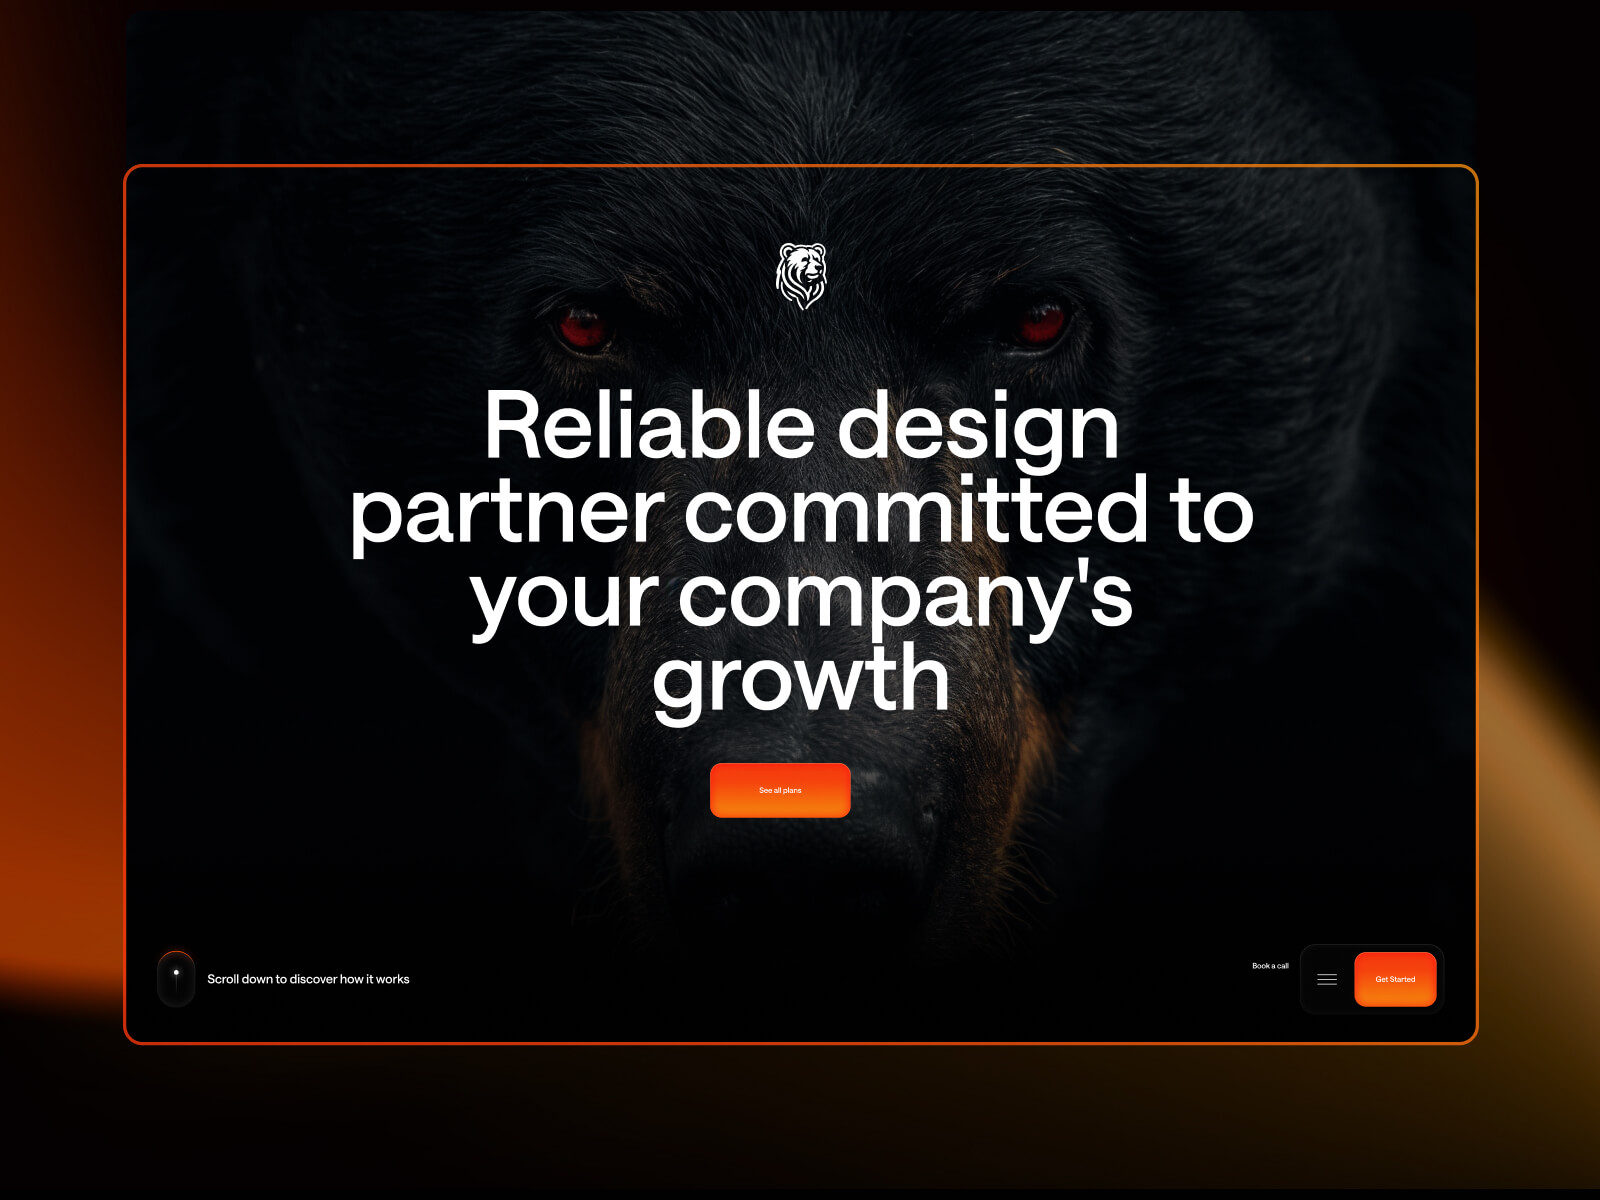 Reliable design
partner committed to
your company's
growth
See all plans
Scroll down to discover how it works
Book a call
Get Started